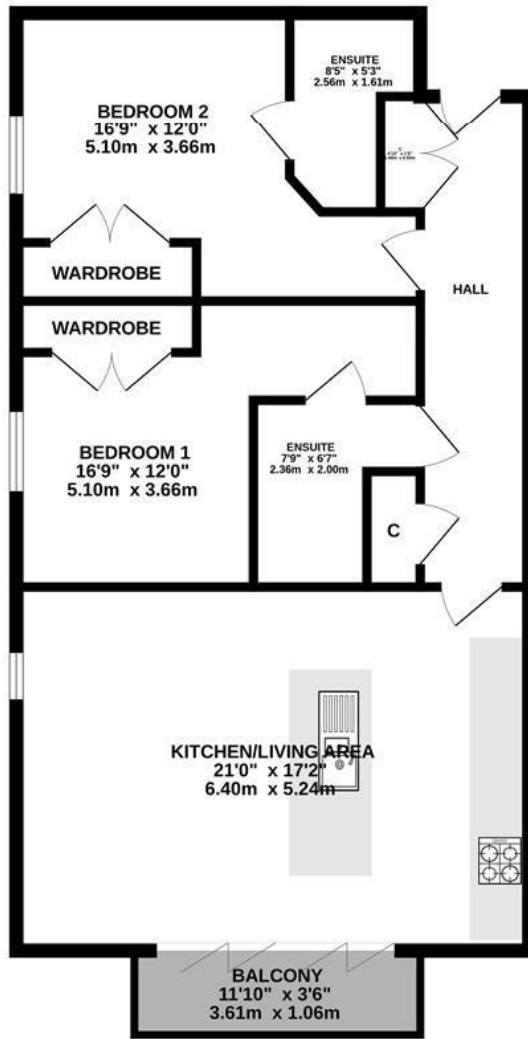 ENSUITE
8'5" x 5'3"
2.56m x 1.61m
BEDROOM 2
16'9" x 12'0"
5.10m x 3.66m
C
WARDROBE
HALL
WARDROBE
BEDROOM 1
16'9" x 12'0"
5.10m x 3.66m
ENSUITE
7'9" x 6'7"
2.36m x 2.00m
C
KITCHEN/LIVING AREA
21'0" x 17'2"
6.40m x 5.24m
BALCONY
11'10" x 3'6"
3.61m x 1.06m